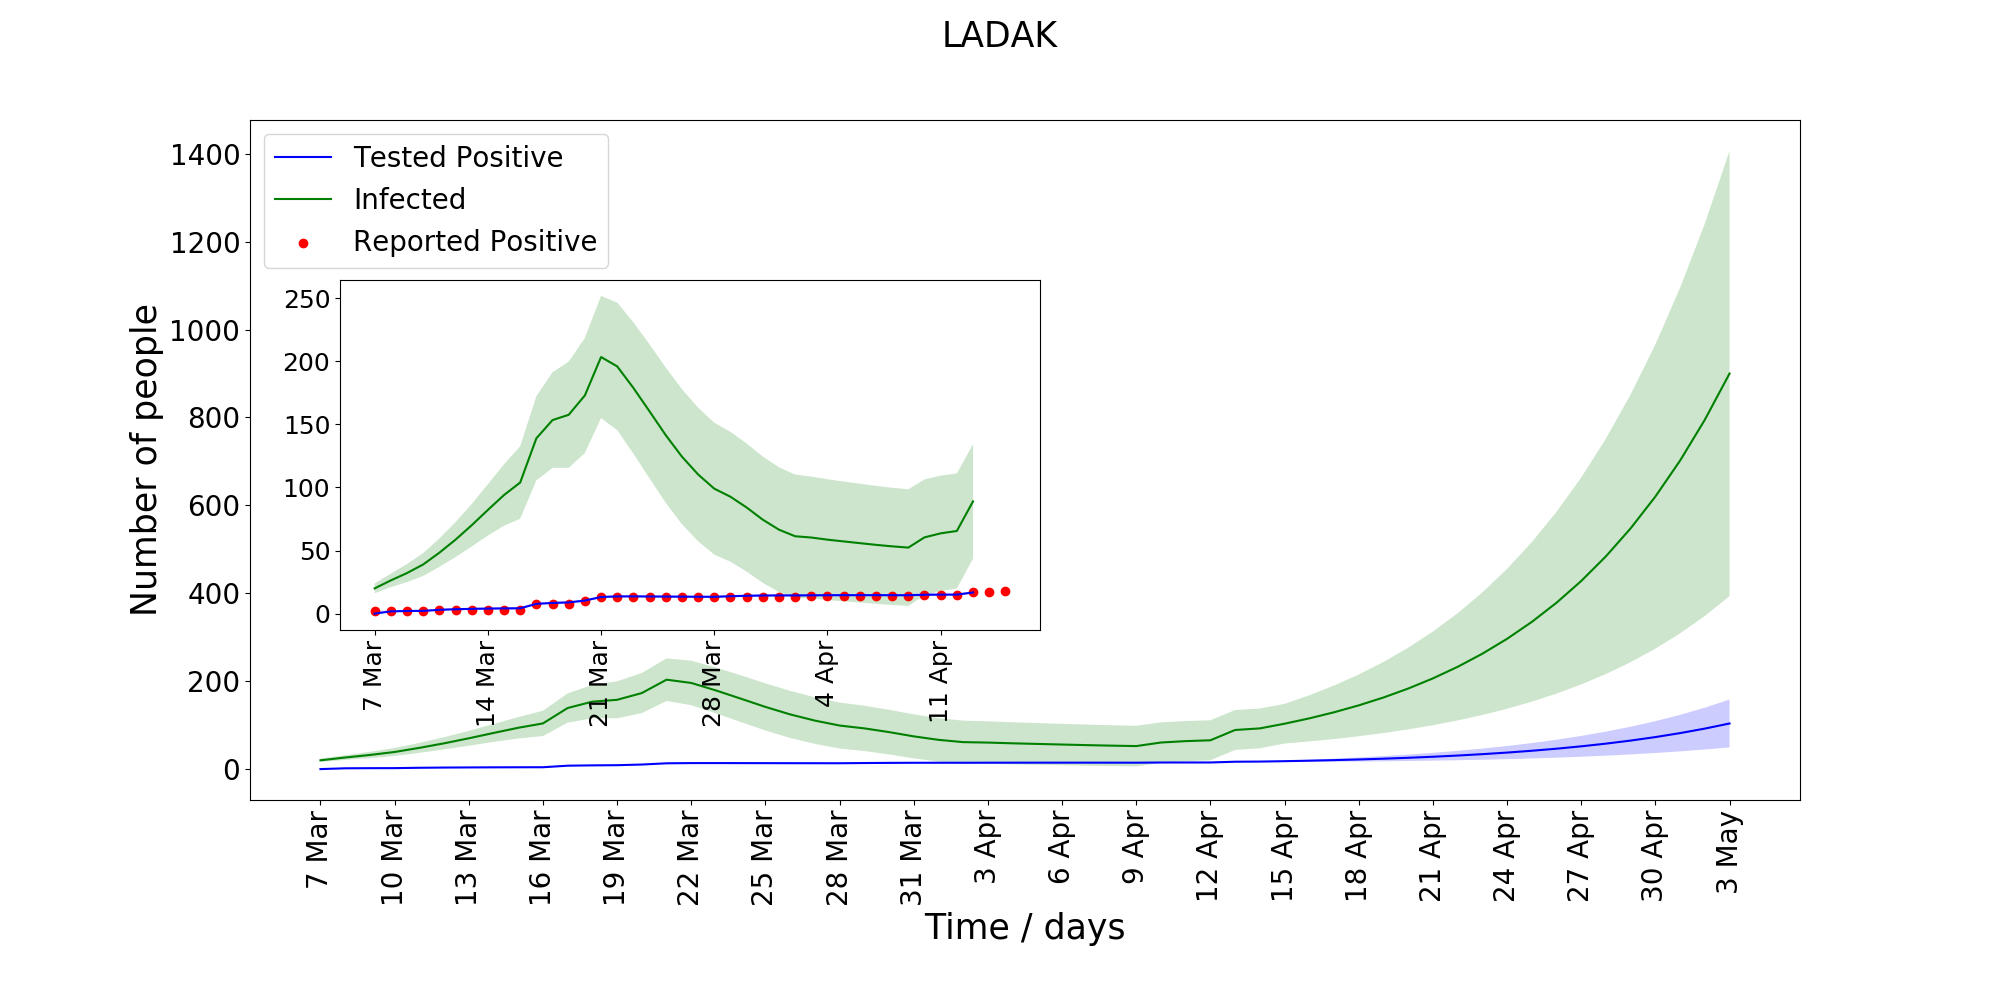 LADAK
Tested Positive
Infected
Reported Positive
Number of people
1400
1200
1000
800
600
400
200
0
250
200
150
100
50
0
7 Mar
14 Mar
21 Mar
28 Mar
4 Apr
11 Apr
7 Mar
10 Mar
13 Mar
16 Mar
19 Mar
22 Mar
25 Mar
28 Mar
31 Mar
3 Apr
6 Apr
9 Apr
12 Apr
15 Apr
18 Apr
21 Apr
24 Apr
27 Apr
30 Apr
3 May
Time / days